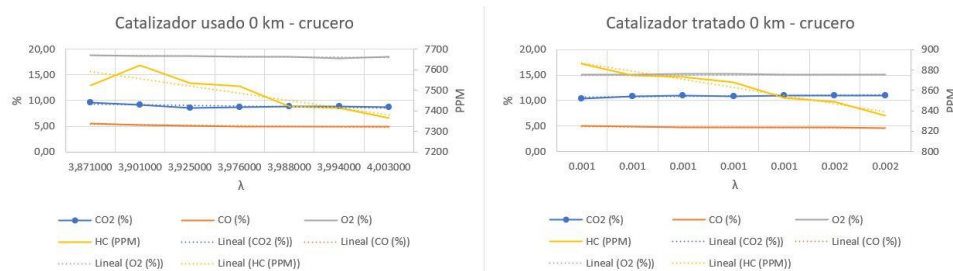 Catalizador usado 0 km - crucero
20,00
15,00
10,00
5,00
0,00
%
7700
7600
7500
7400
7300
7200
PPM
3,871000 3,901000 3,925000 3,976000 3,988000 3,994000 4,003000
λ
CO2 (%) CO (%) O2 (%)
HC (PPM) Lineal (CO2 (%)) Lineal (CO (%))
Lineal (O2 (%)) Lineal (HC (PPM))
Catalizador tratado 0 km - crucero
20,00
15,00
10,00
5,00
0,00
%
900
880
860
840
820
800
PPM
0.001 0.001 0.001 0.001 0.001 0.002 0.002
λ
CO2 (%) CO (%) O2 (%)
HC (PPM) Lineal (CO2 (%)) Lineal (CO (%))
Lineal (O2 (%)) Lineal (HC (PPM))